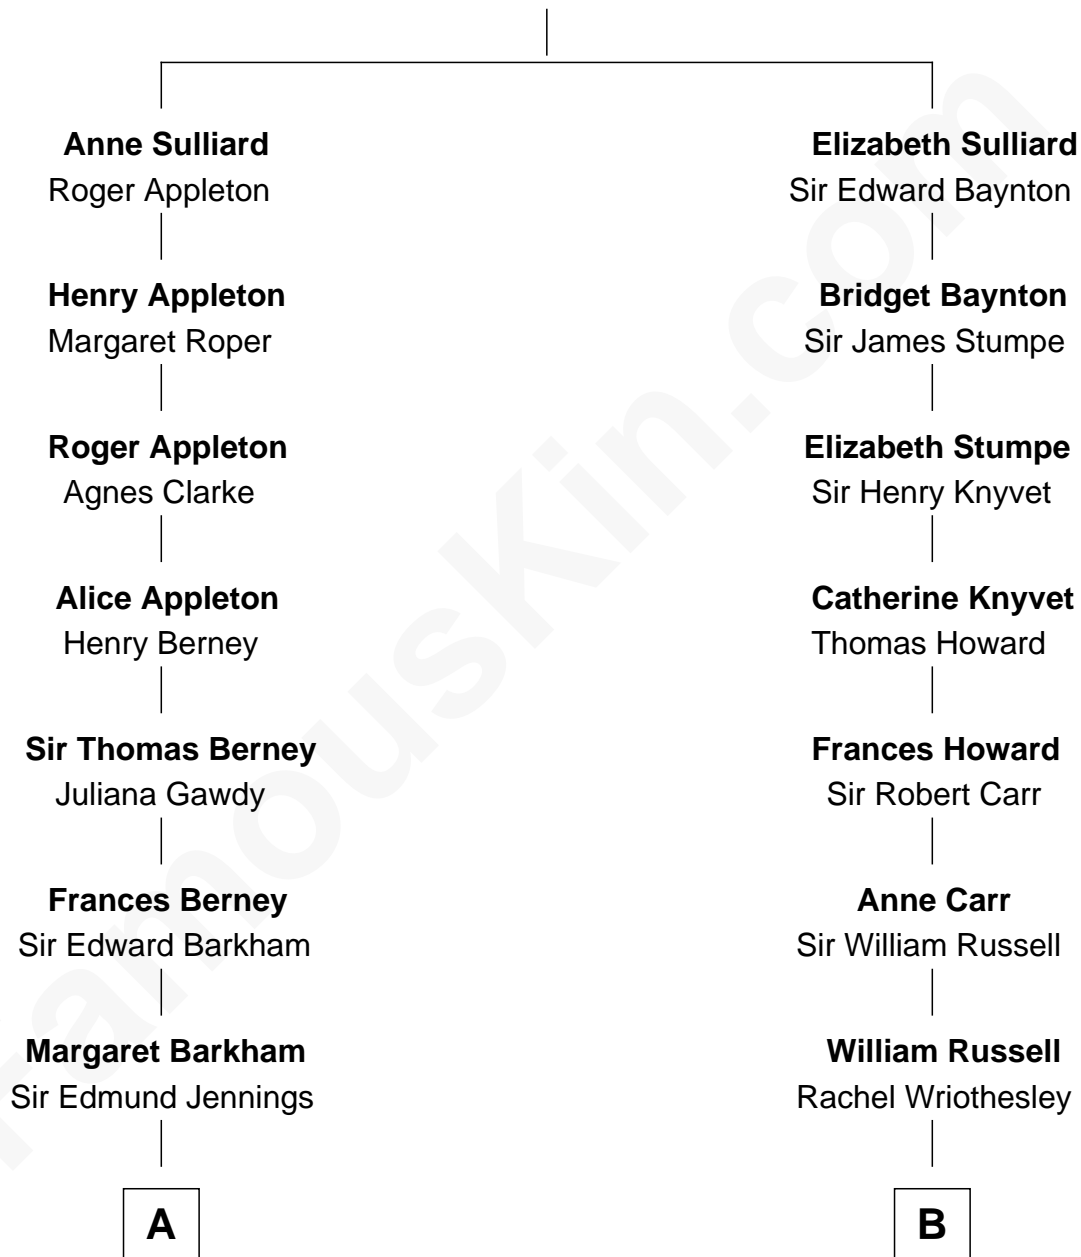 Anne Sulliard
Roger Appleton
Henry Appleton
Margaret Roper
Roger Appleton
Agnes Clarke
Alice Appleton
Henry Berney
Sir Thomas Berney
Juliana Gawdy
Frances Berney
Sir Edward Barkham
Margaret Barkham
Sir Edmund Jennings
A
Elizabeth Sulliard
Sir Edward Baynton
Bridget Baynton
Sir James Stumpe
Elizabeth Stumpe
Sir Henry Knyvet
Catherine Knyvet
Thomas Howard
Frances Howard
Sir Robert Carr
Anne Carr
Sir William Russell
William Russell
Rachel Wriothesley
B
FamousKin.com